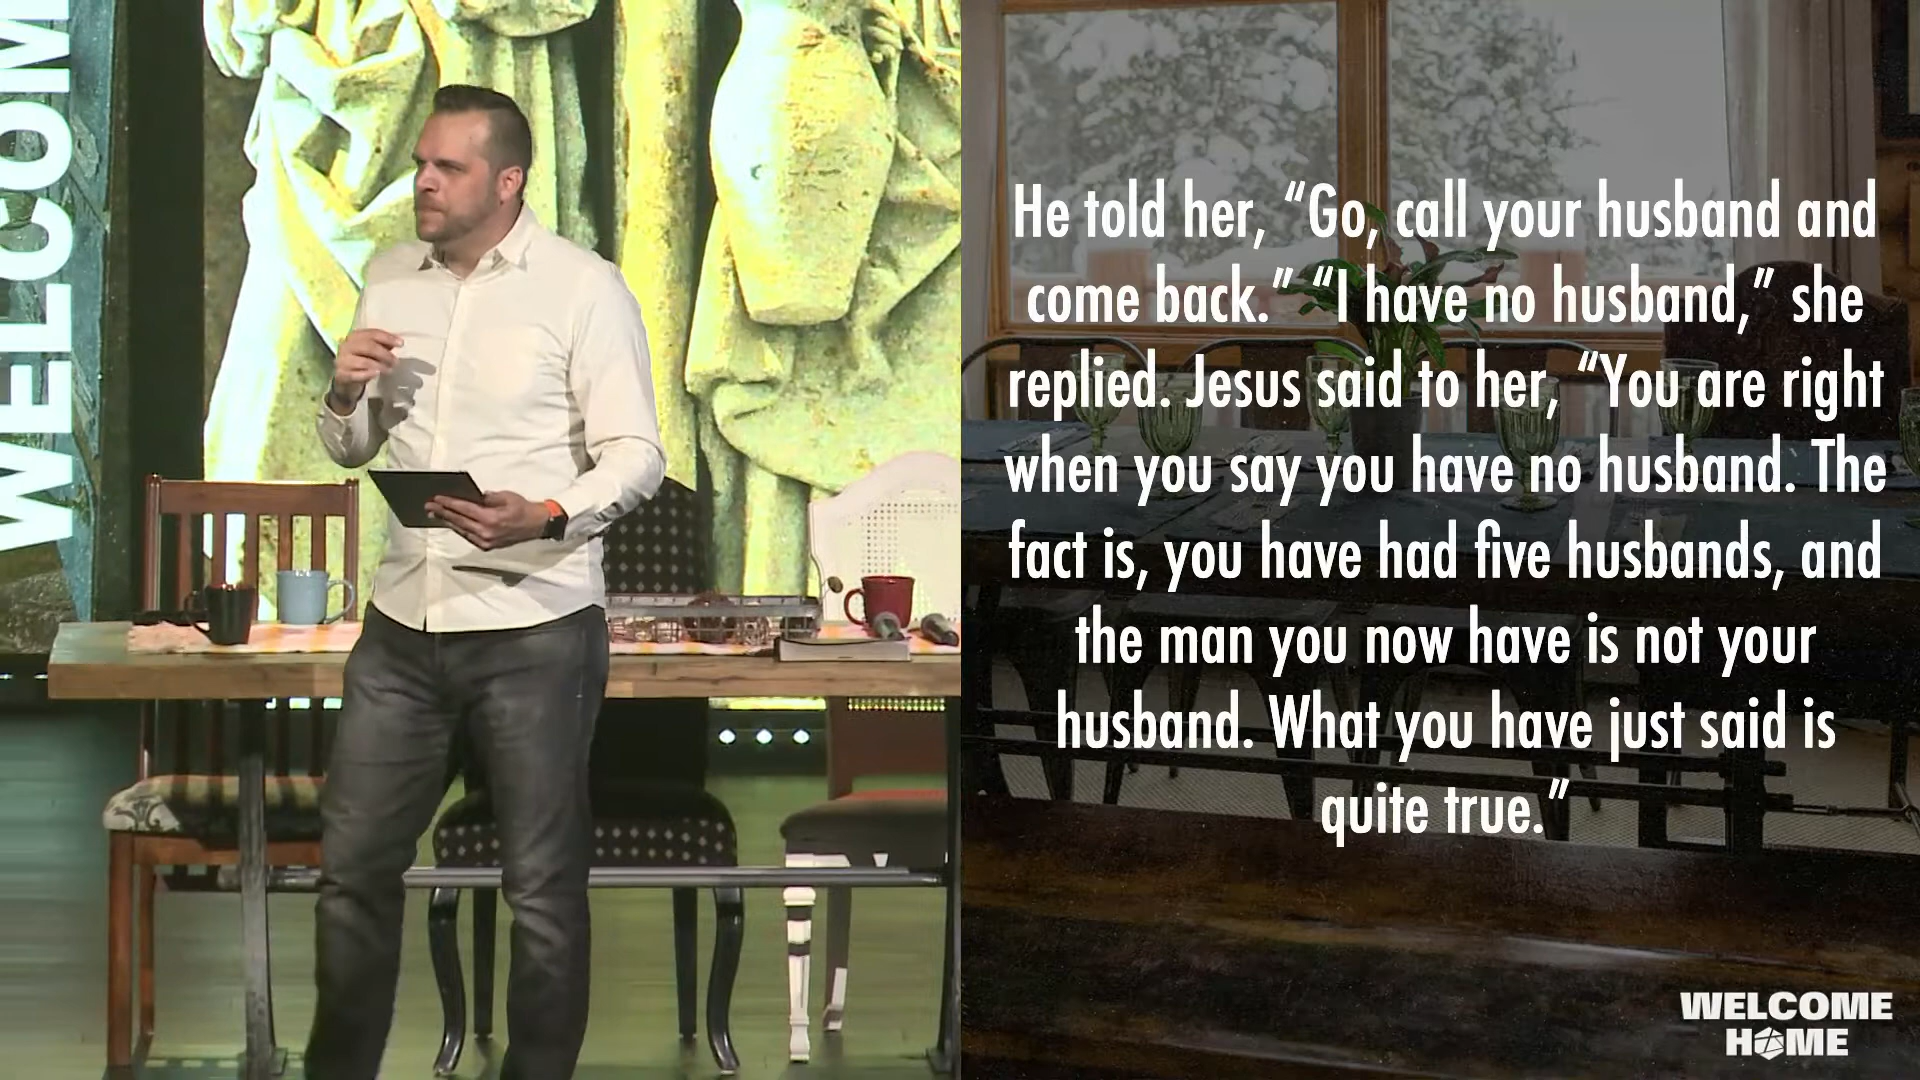 WELCOM
He told her, “Go, call your husband and
come back.” “I have no husband,” she
replied. Jesus said to her, “You are right
when you say you have no husband. The
fact is, you have had five husbands, and
the man you now have is not your
husband. What you have just said is
quite true.”
WELCOME
HOME